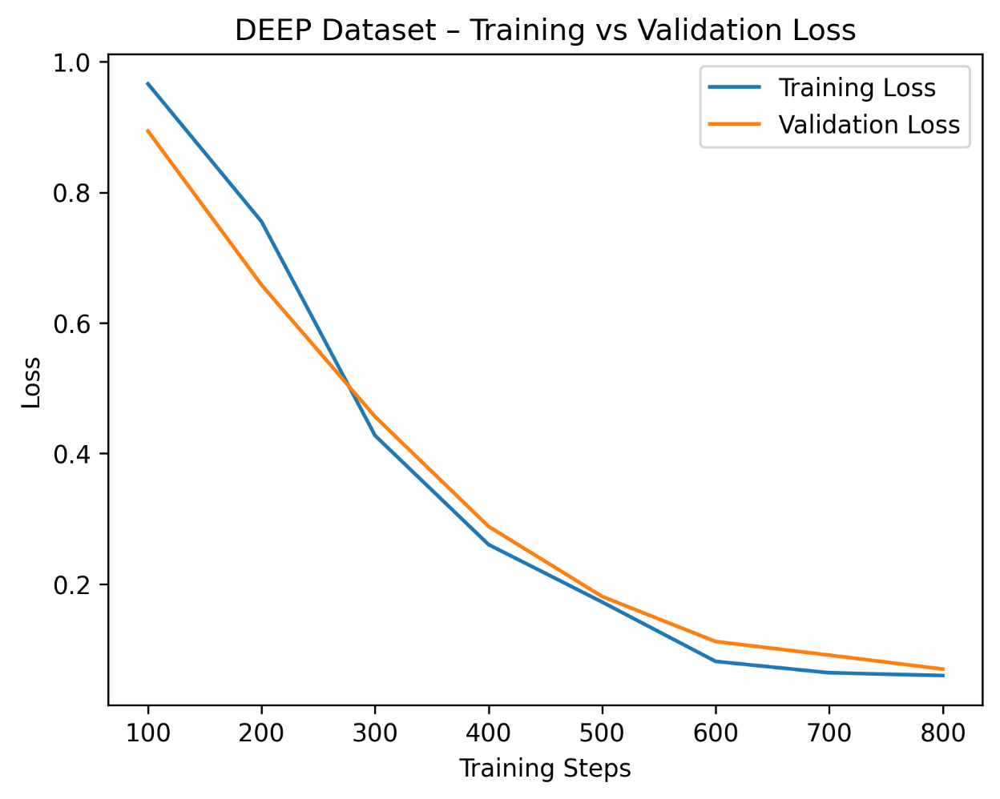 DEEP Dataset – Training vs Validation Loss
Training Loss
Validation Loss
1.0
0.8
0.6
0.4
0.2
Loss
100 200 300 400 500 600 700 800
Training Steps